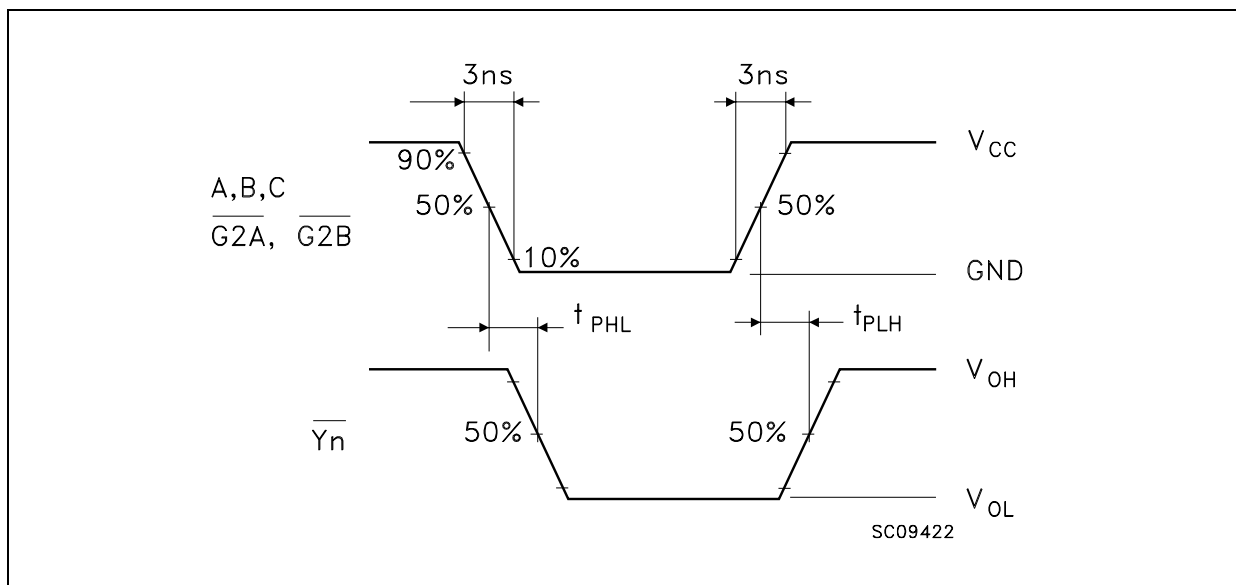 3ns 3ns
V_CC
90%
A,B,C
50% 50%
G2A, G2B
10%
GND
t_PHL t_PLH
V_OH
50% 50%
Yn
V_OL
SC09422